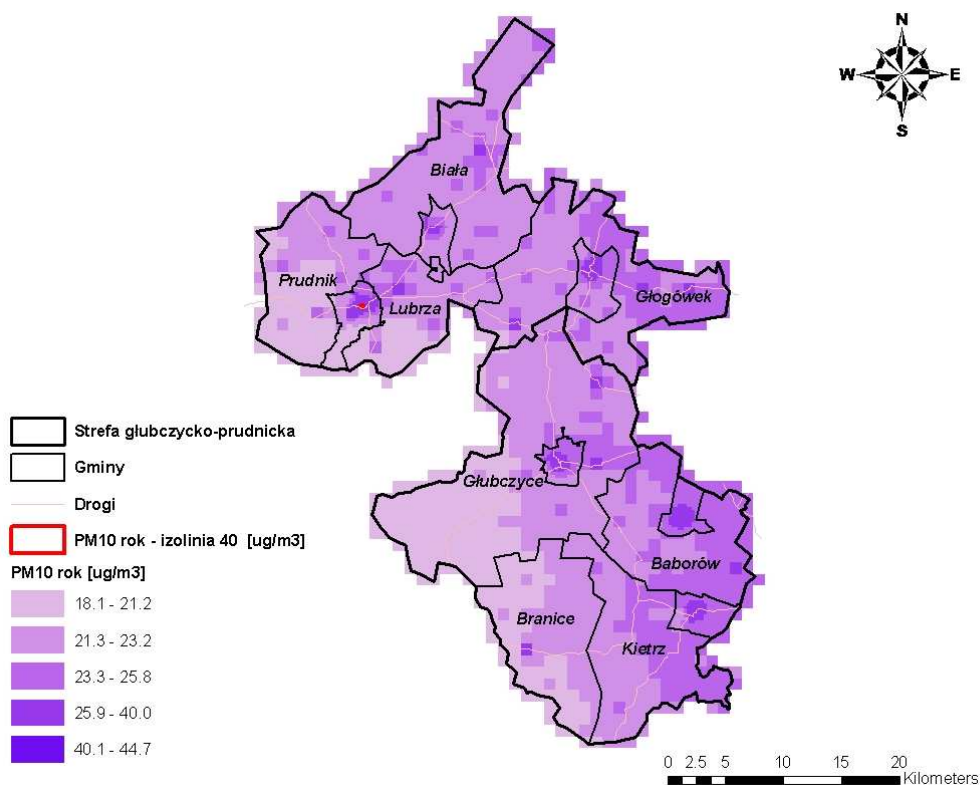 N
W E
S
Biała
Prudnik
Lubrza
Głogówek
Głubczyce
Baborów
Branice
Kietrz
Strefa głubczycko-prudnicka
Gminy
Drogi
PM10 rok - izolinia 40 [ug/m3]
PM10 rok [ug/m3]
18.1 - 21.2
21.3 - 23.2
23.3 - 25.8
25.9 - 40.0
40.1 - 44.7
0 2.5 5 10 15 20
Kilometers